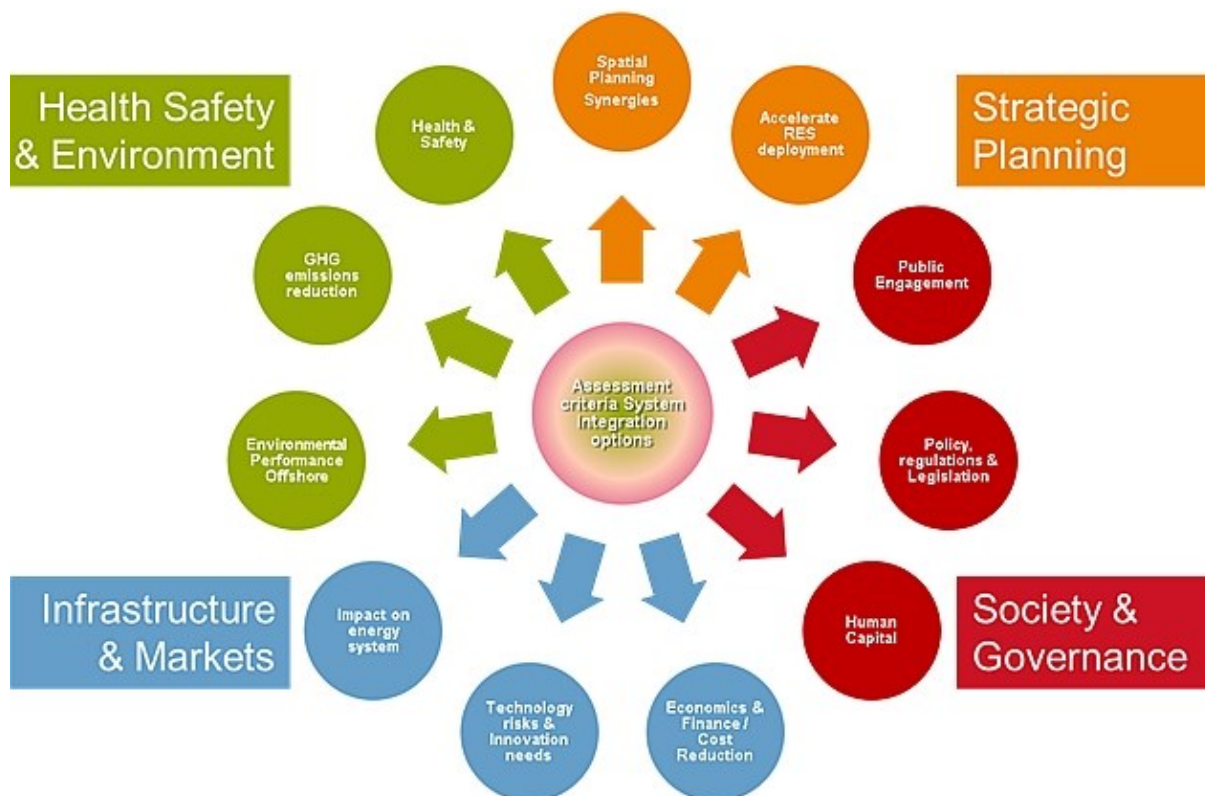 Health Safety
& Environment
Strategic
Planning
Spatial
Planning
Synergies
Health &
Safety
Accelerate
RES
deployment
GHG
emissions
reduction
Public
Engagement
Assessment
criteria System
integration
options
Environmental
Performance
Offshore
Policy,
regulations &
Legislation
Infrastructure
& Markets
Impact on
energy
system
Human
Capital
Society &
Governance
Technology
risks &
Innovation
needs
Economics &
Finance /
Cost
Reduction